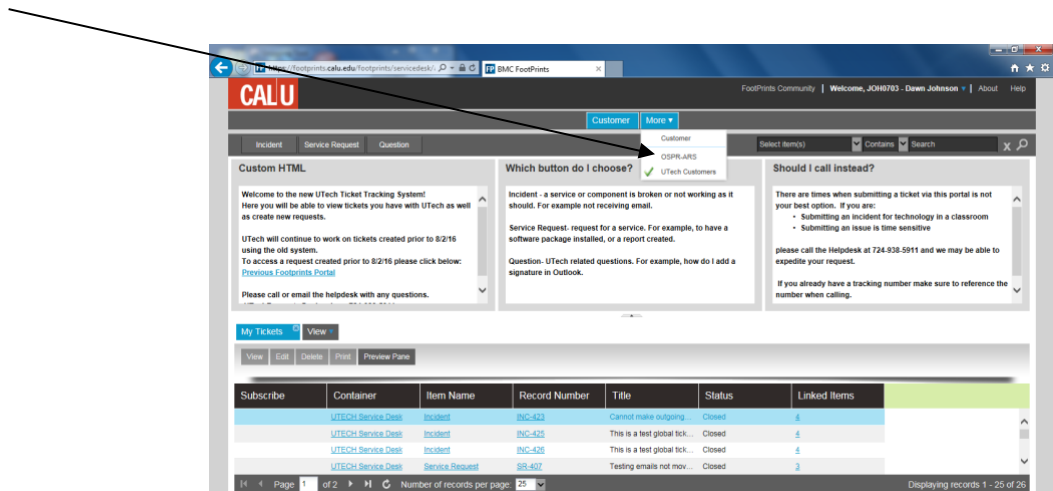 https://footprints.calu.edu/footprints/servicedesk/
BMC FootPrints
CAL U
FootPrints Community | Welcome, JOH0703 - Dawn Johnson | About Help
Customer More
Customer
OSPR-ARS
UTech Customers
Incident Service Request Question
Select item(s) Contains Search X
Custom HTML
Welcome to the new UTech Ticket Tracking System!
Here you will be able to view tickets you have with UTech as well
as create new requests.
UTech will continue to work on tickets created prior to 8/2/16
using the old system.
To access a request created prior to 8/2/16 please click below:
Previous Footprints Portal
Please call or email the helpdesk with any questions.
Which button do I choose?
Incident - a service or component is broken or not working as it
should. For example not receiving email.
Service Request- request for a service. For example, to have a
software package installed, or a report created.
Question- UTech related questions. For example, how do I add a
signature in Outlook.
Should I call instead?
There are times when submitting a ticket via this portal is not
your best option. If you are:
• Submitting an incident for technology in a classroom
• Submitting an issue is time sensitive
please call the Helpdesk at 724-938-5911 and we may be able to
expedite your request.
If you already have a tracking number make sure to reference the
number when calling.
My Tickets View
View Edit Delete Print Preview Pane
Subscribe Container Item Name Record Number Title Status Linked Items
UTECH Service Desk Incident INC-423 Cannot make outgoing... Closed 4
UTECH Service Desk Incident INC-425 This is a test global tick... Closed 4
UTECH Service Desk Incident INC-426 This is a test global tick... Closed 4
UTECH Service Desk Service Request SR-407 Testing emails not mov... Closed 3
Page 1 of 2 Number of records per page: 25 Displaying records 1 - 25 of 26